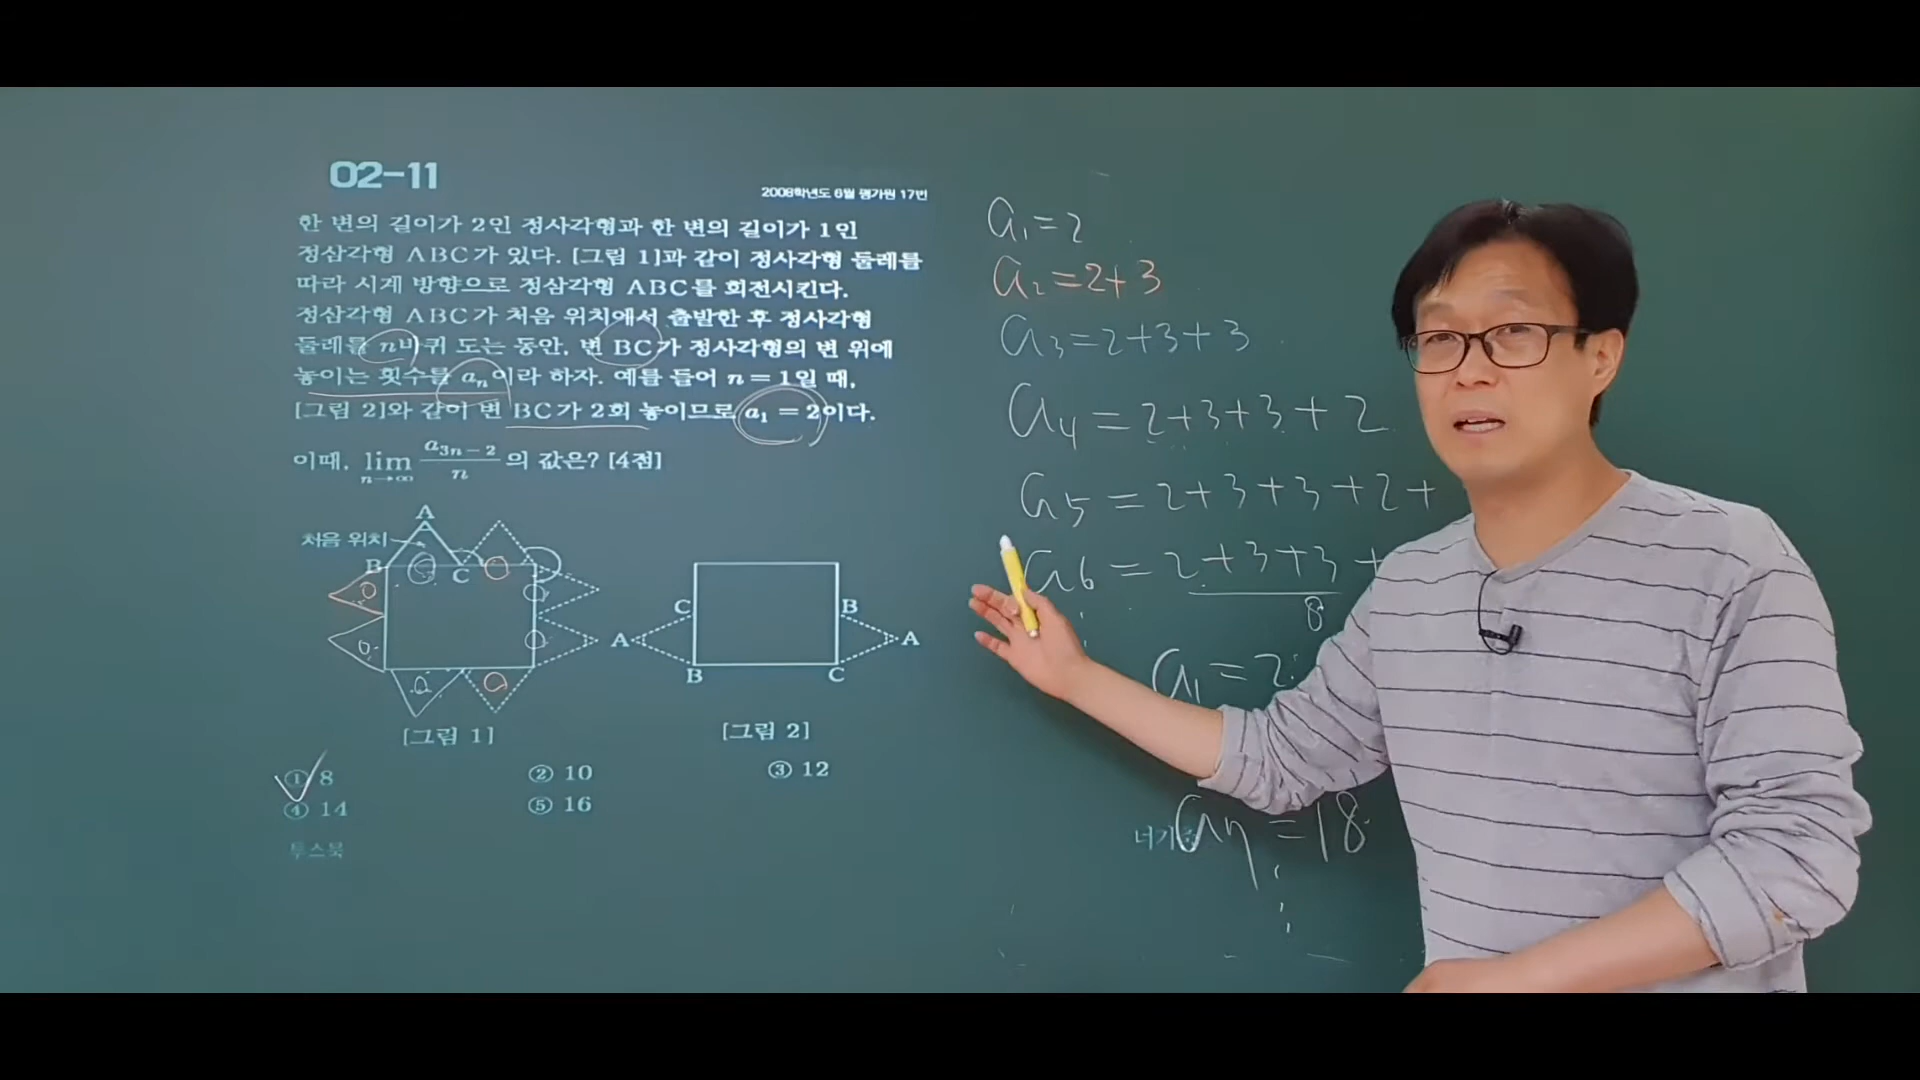 02-11
2008학년도 6월 평가원 17번
한 변의 길이가 2인 정사각형과 한 변의 길이가 1인
정삼각형 ABC가 있다. [그림 1]과 같이 정사각형 둘레를
따라 시계 방향으로 정삼각형 ABC를 회전시킨다.
정삼각형 ABC가 처음 위치에서 출발한 후 정사각형
둘레를 n바퀴 도는 동안, 변 BC가 정사각형의 변 위에
놓이는 횟수를 aₙ이라 하자. 예를 들어 n = 1일 때,
[그림 2]와 같이 변 BC가 2회 놓이므로 a₁ = 2이다.
이때, lim n→∞ a₃ₙ₋₂/n 의 값은? [4점]
A
처음 위치
B C
[그림 1]
C B
A A
B C
[그림 2]
① 8 ② 10 ③ 12
④ 14 ⑤ 16
투스북
a₁=2
a₂=2+3
a₃=2+3+3
a₄=2+3+3+2
a₅=2+3+3+2+
a₆=2+3+3+
8
a₁=2
a₇=18